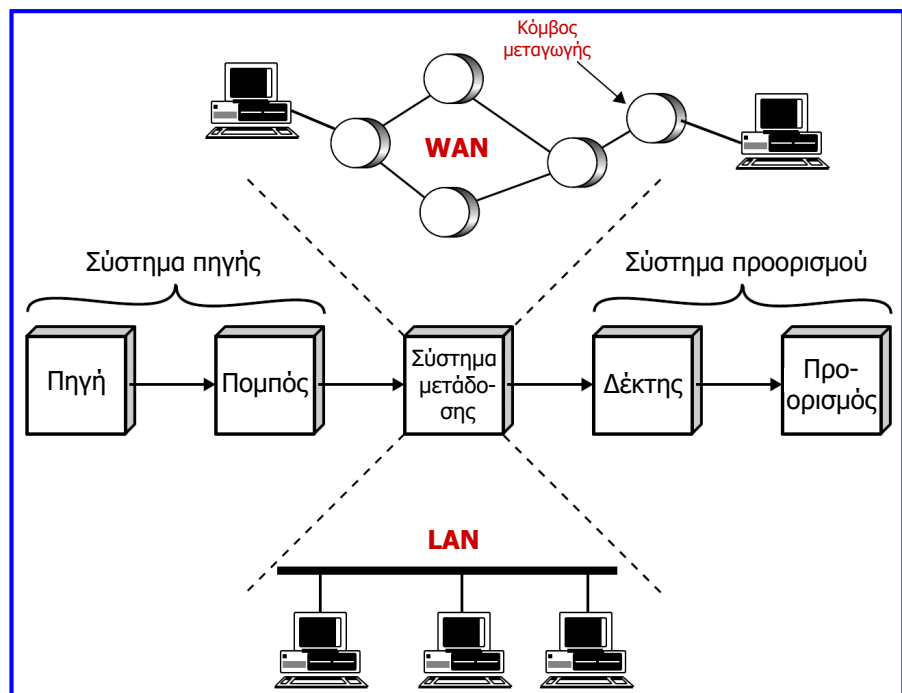 Κόμβος
μεταγωγής
WAN
Σύστημα πηγής
Σύστημα προορισμού
Πηγή
Πομπός
Σύστημα
μετάδο-
σης
Δέκτης
Προ-
ορισμός
LAN